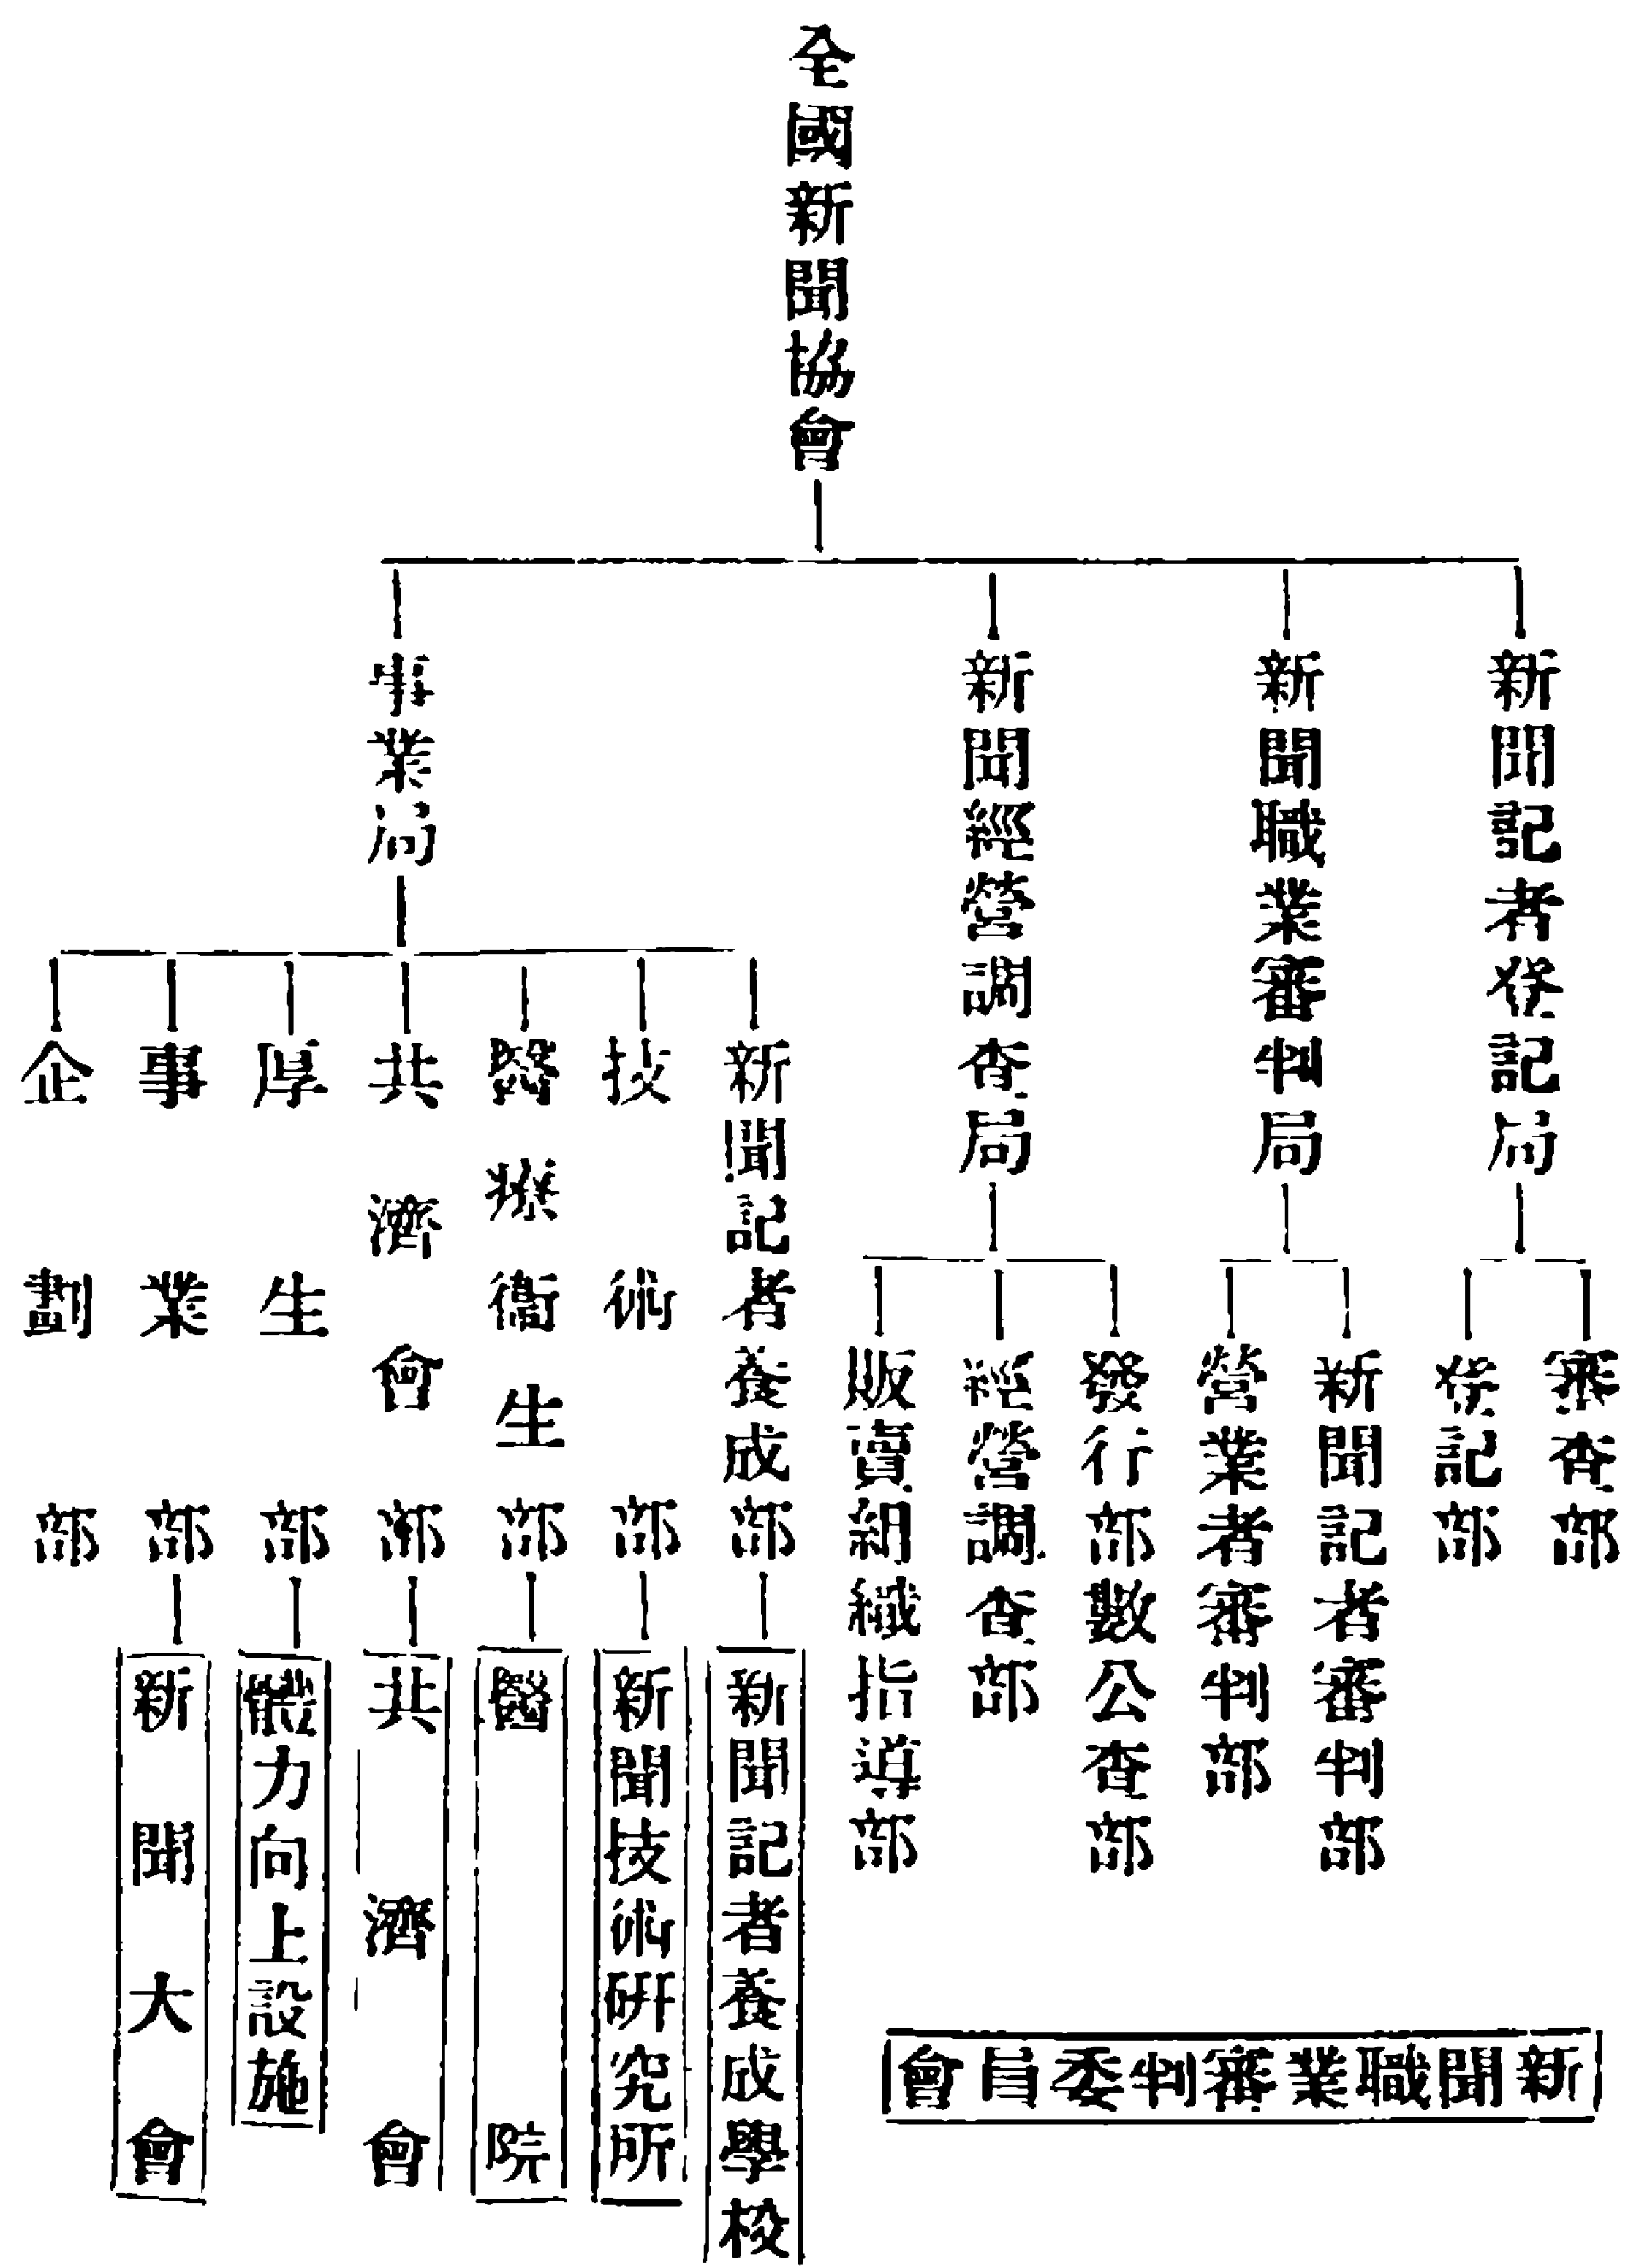 全國新聞協會
新聞記者登記局
新聞職業審判局
新聞經營調查局
事業局
審查部
登記部
新聞記者審判部
營業者審判部
發行部數公查部
經營調查部
販賣組織指導部
新聞記者養成部
技術部
醫療衞生部
共濟會部
厚生部
事業部
企劃部
新聞記者養成學校
新聞技術研究所
醫院
共濟會
體力向上設施
新聞大會
新聞職業審判委員會